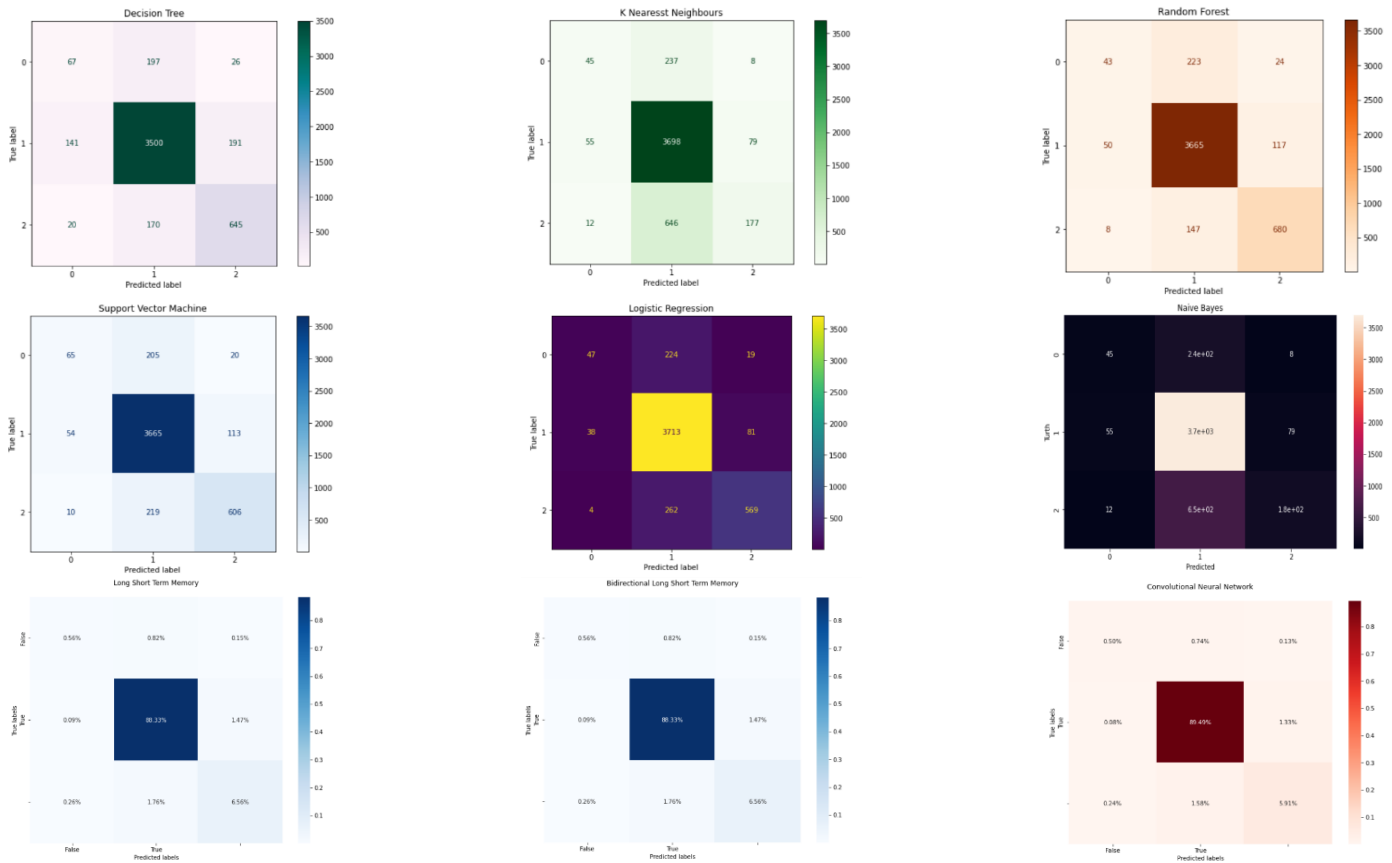 Decision Tree
0
67 197 26
3500
3000
2500
2000
1500
1000
500
True label
1
141 3500 191
2
20 170 645
0 1 2
Predicted label
K Nearesst Neighbours
0
45 237 8
3500
3000
2500
2000
1500
1000
500
True label
1
55 3698 79
2
12 646 177
0 1 2
Predicted label
Random Forest
0
43 223 24
3500
3000
2500
2000
1500
1000
500
True label
1
50 3665 117
2
8 147 680
0 1 2
Predicted label
Support Vector Machine
0
65 205 20
3500
3000
2500
2000
1500
1000
500
True label
1
54 3665 113
2
10 219 606
0 1 2
Predicted label
Logistic Regression
0
47 224 19
3500
3000
2500
2000
1500
1000
500
True label
1
38 3713 81
2
4 262 569
0 1 2
Predicted label
Naive Bayes
0
45 2.4e+02 8
3500
3000
2500
2000
1500
1000
500
Turth
1
55 3.7e+03 79
2
12 6.5e+02 1.8e+02
0 1 2
Predicted
Long Short Term Memory
False
0.56% 0.82% 0.15%
0.8
0.7
0.6
0.5
0.4
0.3
0.2
0.1
True labels
True
0.09% 88.33% 1.47%
0.26% 1.76% 6.56%
False True
Predicted labels
Bidirectional Long Short Term Memory
False
0.56% 0.82% 0.15%
0.8
0.7
0.6
0.5
0.4
0.3
0.2
0.1
True labels
True
0.09% 88.33% 1.47%
0.26% 1.76% 6.56%
False True
Predicted labels
Convolutional Neural Network
False
0.50% 0.74% 0.13%
0.8
0.7
0.6
0.5
0.4
0.3
0.2
0.1
True labels
True
0.08% 89.49% 1.33%
0.24% 1.58% 5.91%
False True
Predicted labels